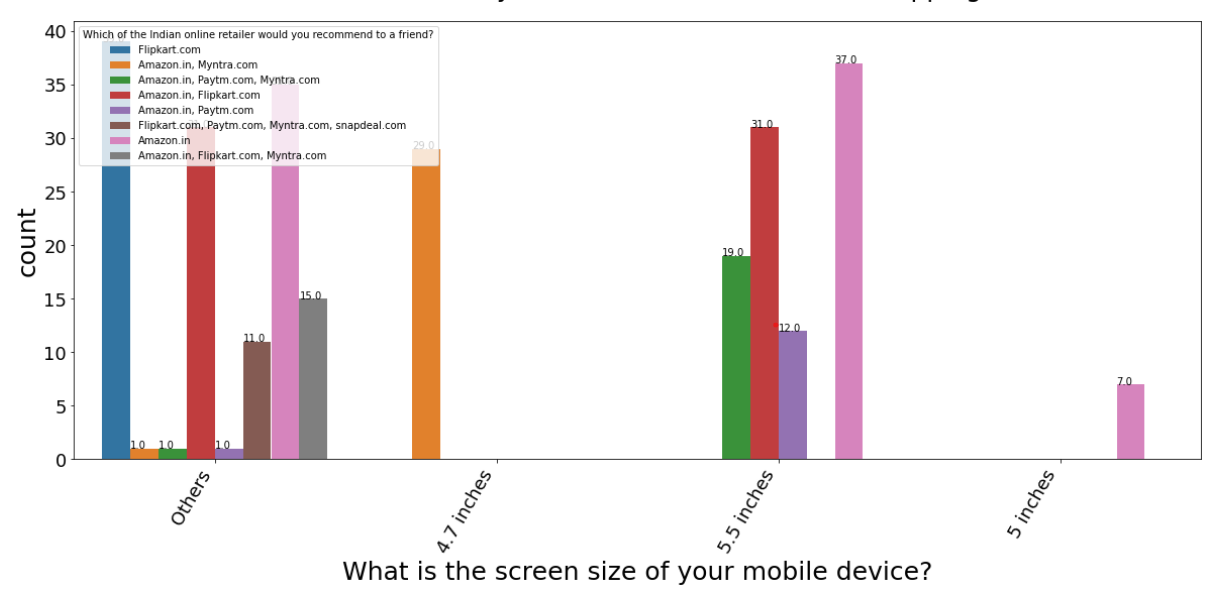 40
35
30
25
20
15
10
5
0
count
Which of the Indian online retailer would you recommend to a friend?
Flipkart.com
Amazon.in, Myntra.com
Amazon.in, Paytm.com, Myntra.com
Amazon.in, Flipkart.com
Amazon.in, Paytm.com
Flipkart.com, Paytm.com, Myntra.com, snapdeal.com
Amazon.in
Amazon.in, Flipkart.com, Myntra.com
1.0
1.0
1.0
11.0
15.0
29.0
19.0
31.0
12.0
37.0
7.0
Others
4.7 inches
5.5 inches
5 inches
What is the screen size of your mobile device?